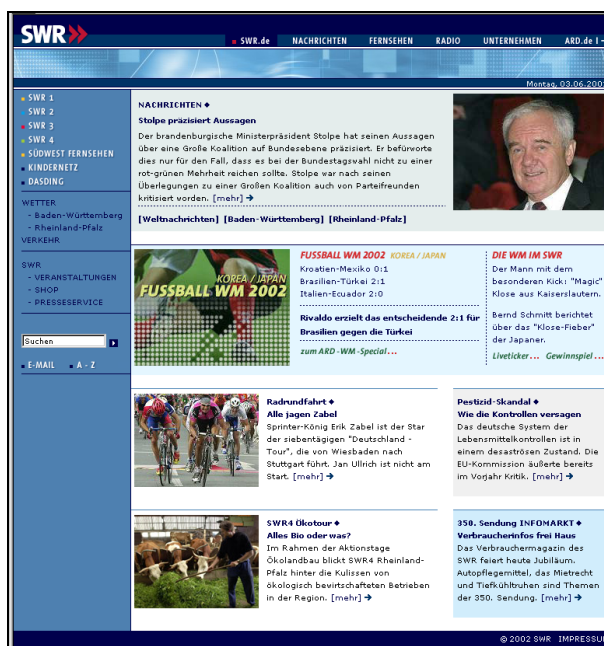 SWR
SWR.de NACHRICHTEN FERNSEHEN RADIO UNTERNEHMEN ARD.de
Montag, 03.06.200
SWR 1
SWR 2
SWR 3
SWR 4
SÜDWEST FERNSEHEN
KINDERNETZ
DASDING
WETTER
- Baden-Württemberg
- Rheinland-Pfalz
VERKEHR
SWR
- VERANSTALTUNGEN
- SHOP
- PRESSESERVICE
Suchen
E-MAIL A - Z
NACHRICHTEN
Stolpe präzisiert Aussagen
Der brandenburgische Ministerpräsident Stolpe hat seinen Aussagen
über eine Große Koalition auf Bundesebene präzisiert. Er befürworte
dies nur für den Fall, dass es bei der Bundestagswahl nicht zu einer
rot-grünen Mehrheit reichen sollte. Stolpe war nach seinen
Überlegungen zu einer Großen Koalition auch von Parteifreunden
kritisiert worden. [mehr]
[Weltnachrichten] [Baden-Württemberg] [Rheinland-Pfalz]
KOREA / JAPAN
FUSSBALL WM 2002
FUSSBALL WM 2002 KOREA / JAPAN
Kroatien-Mexiko 0:1
Brasilien-Türkei 2:1
Italien-Ecuador 2:0
Rivaldo erzielt das entscheidende 2:1 für
Brasilien gegen die Türkei
zum ARD -WM -Special...
DIE WM IM SWR
Der Mann mit dem
besonderen Kick: "Magic"
Klose aus Kaiserslautern.
Bernd Schmitt berichtet
über das "Klose-Fieber"
der Japaner.
Liveticker... Gewinnspiel...
Radrundfahrt
Alle jagen Zabel
Sprinter-König Erik Zabel ist der Star
der siebentägigen "Deutschland -
Tour", die von Wiesbaden nach
Stuttgart führt. Jan Ullrich ist nicht am
Start. [mehr]
Pestizid-Skandal
Wie die Kontrollen versagen
Das deutsche System der
Lebensmittelkontrollen ist in
einem desaströsen Zustand. Die
EU-Kommission äußerte bereits
im Vorjahr Kritik. [mehr]
SWR4 Ökotour
Alles Bio oder was?
Im Rahmen der Aktionstage
Ökolandbau blickt SWR4 Rheinland-
Pfalz hinter die Kulissen von
ökologisch bewirtschafteten Betrieben
in der Region. [mehr]
350. Sendung INFOMARKT
Verbraucherinfos frei Haus
Das Verbrauchermagazin des
SWR feiert heute Jubiläum.
Autopflegemittel, das Mietrecht
und Tiefkühltruhen sind Themen
der 350. Sendung. [mehr]
© 2002 SWR IMPRESSU